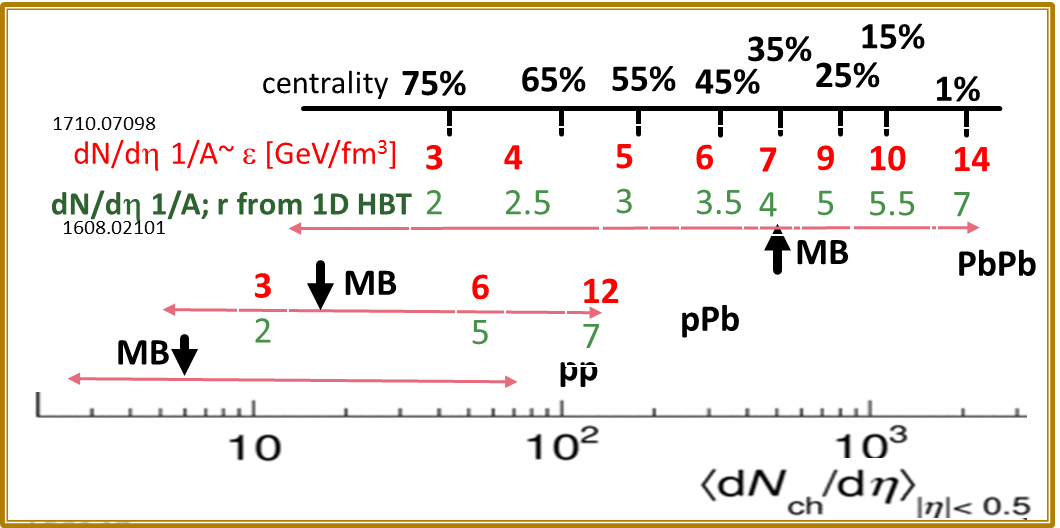 35% 15%
centrality 75% 65% 55% 45% 25% 1%
1710.07098
dN/dη 1/A~ ε [GeV/fm³] 3 4 5 6 7 9 10 14
dN/dη 1/A; r from 1D HBT 2 2.5 3 3.5 4 5 5.5 7
1608.02101
MB PbPb
3 MB 6 12
pPb
2 5 7
MB
pp
10 10² 10³
⟨dN_ch/dη⟩_|η|< 0.5